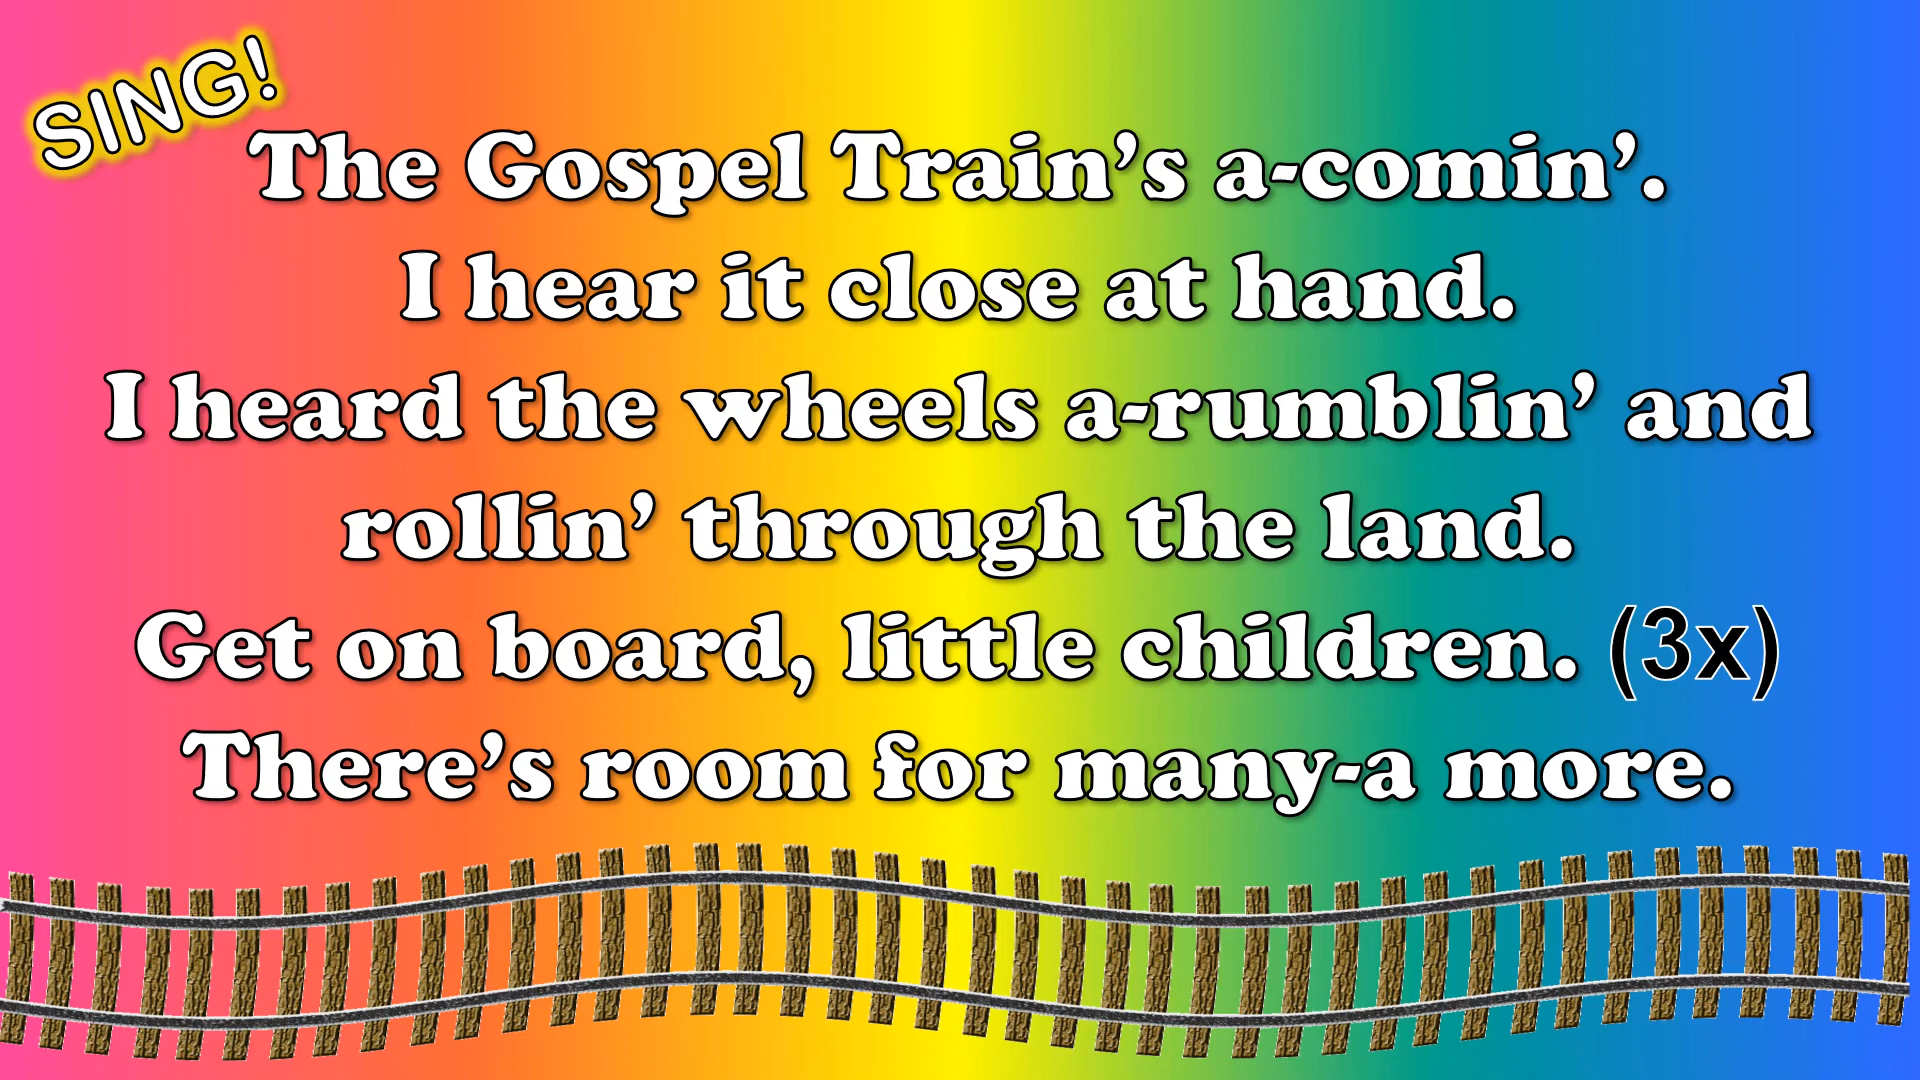 SING!
The Gospel Train’s a-comin’.
I hear it close at hand.
I heard the wheels a-rumblin’ and
rollin’ through the land.
Get on board, little children. (3x)
There’s room for many-a more.